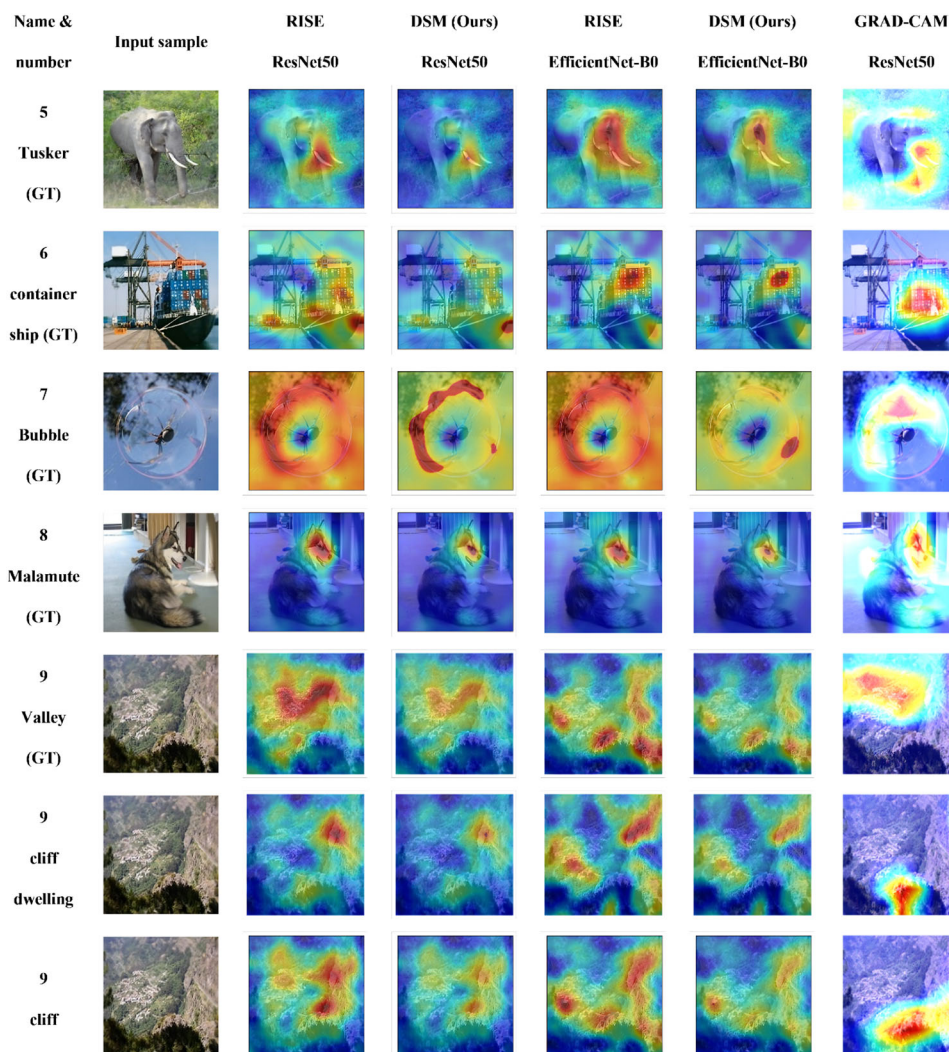 Name &
number
Input sample
RISE
ResNet50
DSM (Ours)
ResNet50
RISE
EfficientNet-B0
DSM (Ours)
EfficientNet-B0
GRAD-CAM
ResNet50
5
Tusker
(GT)
6
container
ship (GT)
7
Bubble
(GT)
8
Malamute
(GT)
9
Valley
(GT)
9
cliff
dwelling
9
cliff